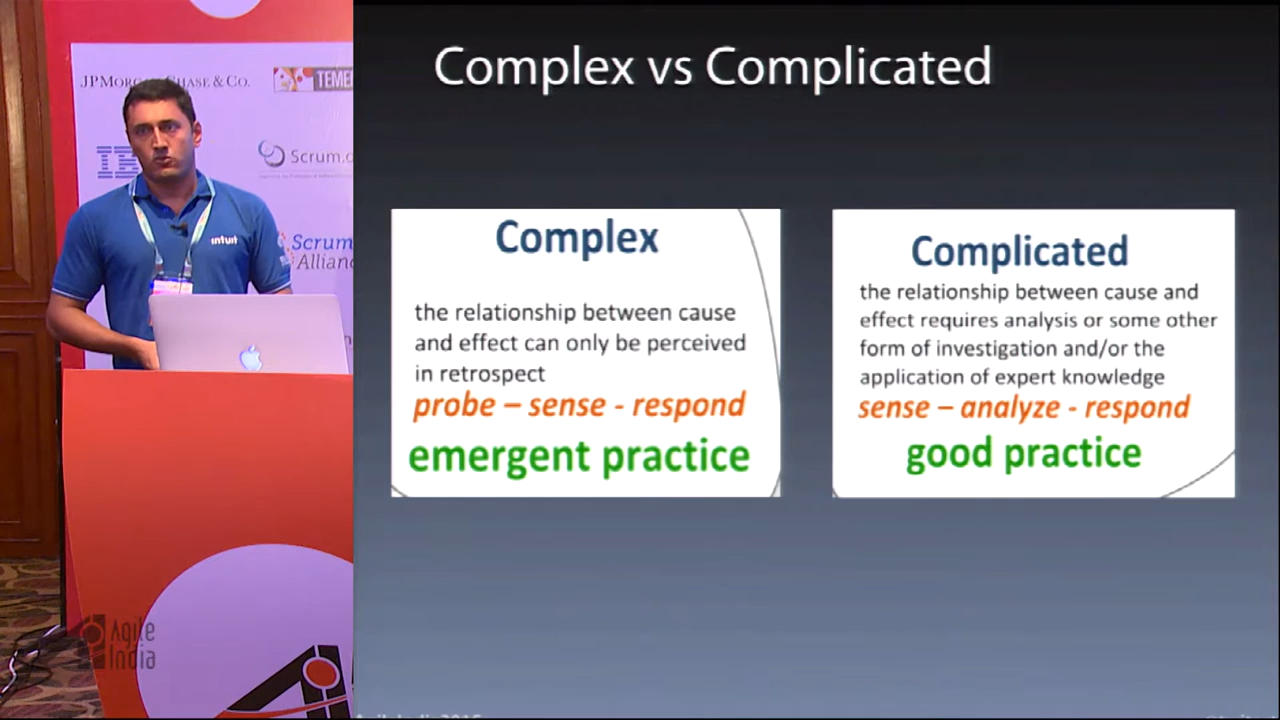 Complex vs Complicated
Complex
the relationship between cause
and effect can only be perceived
in retrospect
probe – sense - respond
emergent practice
Complicated
the relationship between cause and
effect requires analysis or some other
form of investigation and/or the
application of expert knowledge
sense – analyze - respond
good practice
JPMorgan Chase & Co.
IB
Scrum.o
Scrum
Allianc
intuit
Agile
India